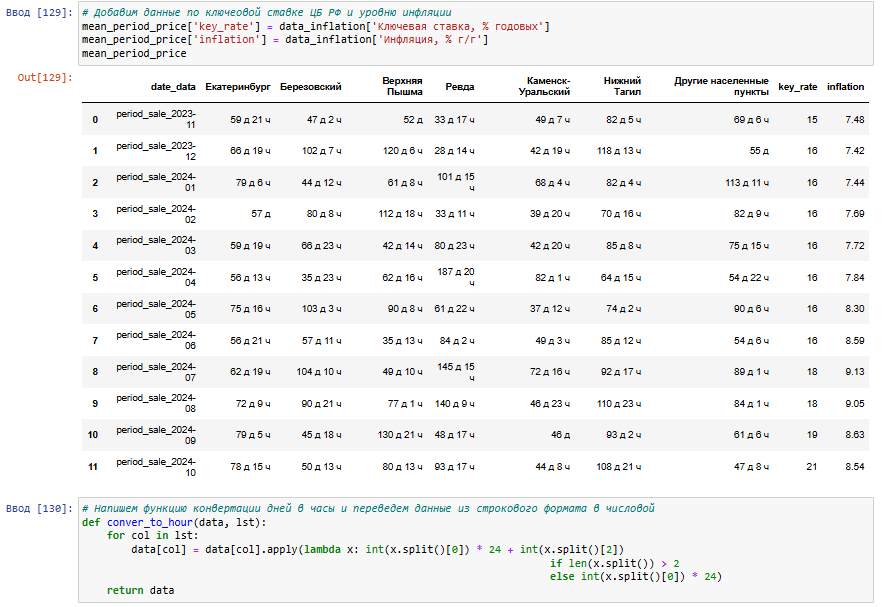 Ввод [129]: # Добавим данные по ключеовой ставке ЦБ РФ и уровню инфляции
mean_period_price['key_rate'] = data_inflation['Ключевая ставка, % годовых']
mean_period_price['inflation'] = data_inflation['Инфляция, % г/г']
mean_period_price
Out[129]:
date_data Екатеринбург Березовский Верхняя Пышма Ревда Каменск-Уральский Нижний Тагил Другие населенные пункты key_rate inflation
0 period_sale_2023-11 59 д 21 ч 47 д 2 ч 52 д 33 д 17 ч 49 д 7 ч 82 д 5 ч 69 д 6 ч 15 7.48
1 period_sale_2023-12 66 д 19 ч 102 д 7 ч 120 д 6 ч 28 д 14 ч 42 д 19 ч 118 д 13 ч 55 д 16 7.42
2 period_sale_2024-01 79 д 6 ч 44 д 12 ч 61 д 8 ч 101 д 15 ч 68 д 4 ч 82 д 4 ч 113 д 11 ч 16 7.44
3 period_sale_2024-02 57 д 80 д 8 ч 112 д 18 ч 33 д 11 ч 39 д 20 ч 70 д 16 ч 82 д 9 ч 16 7.69
4 period_sale_2024-03 59 д 19 ч 66 д 23 ч 42 д 14 ч 80 д 23 ч 42 д 20 ч 85 д 8 ч 75 д 15 ч 16 7.72
5 period_sale_2024-04 56 д 13 ч 35 д 23 ч 62 д 16 ч 187 д 20 ч 82 д 1 ч 64 д 15 ч 54 д 22 ч 16 7.84
6 period_sale_2024-05 75 д 16 ч 103 д 3 ч 90 д 8 ч 61 д 22 ч 37 д 12 ч 74 д 2 ч 90 д 6 ч 16 8.30
7 period_sale_2024-06 56 д 21 ч 57 д 11 ч 35 д 13 ч 84 д 2 ч 49 д 3 ч 85 д 12 ч 54 д 6 ч 16 8.59
8 period_sale_2024-07 62 д 19 ч 104 д 10 ч 49 д 10 ч 145 д 15 ч 72 д 16 ч 92 д 17 ч 89 д 1 ч 18 9.13
9 period_sale_2024-08 72 д 9 ч 90 д 21 ч 77 д 1 ч 140 д 9 ч 46 д 23 ч 110 д 23 ч 84 д 1 ч 18 9.05
10 period_sale_2024-09 79 д 5 ч 45 д 18 ч 130 д 21 ч 48 д 17 ч 46 д 93 д 2 ч 61 д 6 ч 19 8.63
11 period_sale_2024-10 78 д 15 ч 50 д 13 ч 80 д 13 ч 93 д 17 ч 44 д 8 ч 108 д 21 ч 47 д 8 ч 21 8.54
Ввод [130]: # Напишем функцию конвертации дней в часы и переведем данные из строкового формата в числовой
def conver_to_hour(data, lst):
for col in lst:
data[col] = data[col].apply(lambda x: int(x.split()[0]) * 24 + int(x.split()[2])
if len(x.split()) > 2
else int(x.split()[0]) * 24)
return data